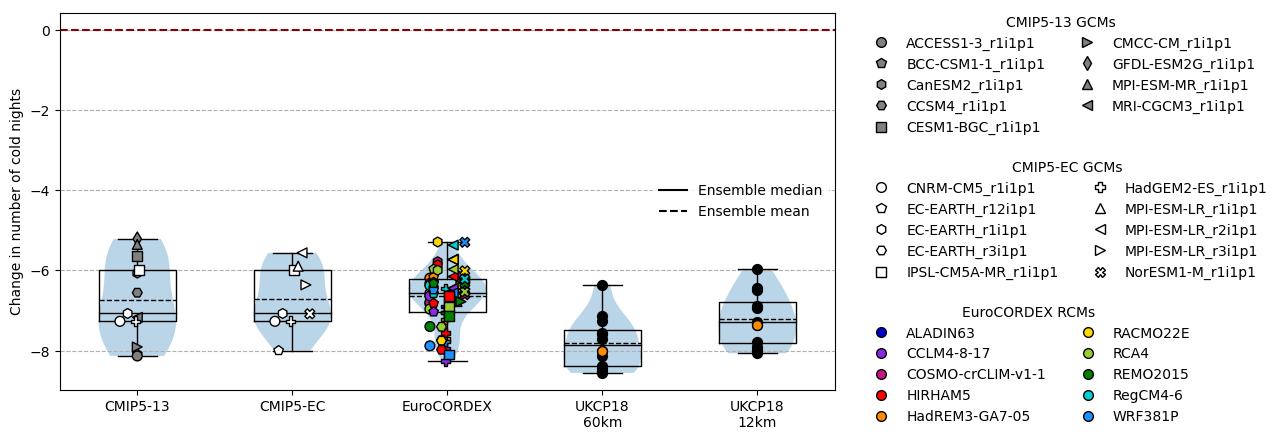 Change in number of cold nights
0
−2
−4
−6
−8
Ensemble median
Ensemble mean
CMIP5-13
CMIP5-EC
EuroCORDEX
UKCP18
60km
UKCP18
12km
CMIP5-13 GCMs
ACCESS1-3_r1i1p1
BCC-CSM1-1_r1i1p1
CanESM2_r1i1p1
CCSM4_r1i1p1
CESM1-BGC_r1i1p1
CMCC-CM_r1i1p1
GFDL-ESM2G_r1i1p1
MPI-ESM-MR_r1i1p1
MRI-CGCM3_r1i1p1
CMIP5-EC GCMs
CNRM-CM5_r1i1p1
EC-EARTH_r12i1p1
EC-EARTH_r1i1p1
EC-EARTH_r3i1p1
IPSL-CM5A-MR_r1i1p1
HadGEM2-ES_r1i1p1
MPI-ESM-LR_r1i1p1
MPI-ESM-LR_r2i1p1
MPI-ESM-LR_r3i1p1
NorESM1-M_r1i1p1
EuroCORDEX RCMs
ALADIN63
CCLM4-8-17
COSMO-crCLIM-v1-1
HIRHAM5
HadREM3-GA7-05
RACMO22E
RCA4
REMO2015
RegCM4-6
WRF381P